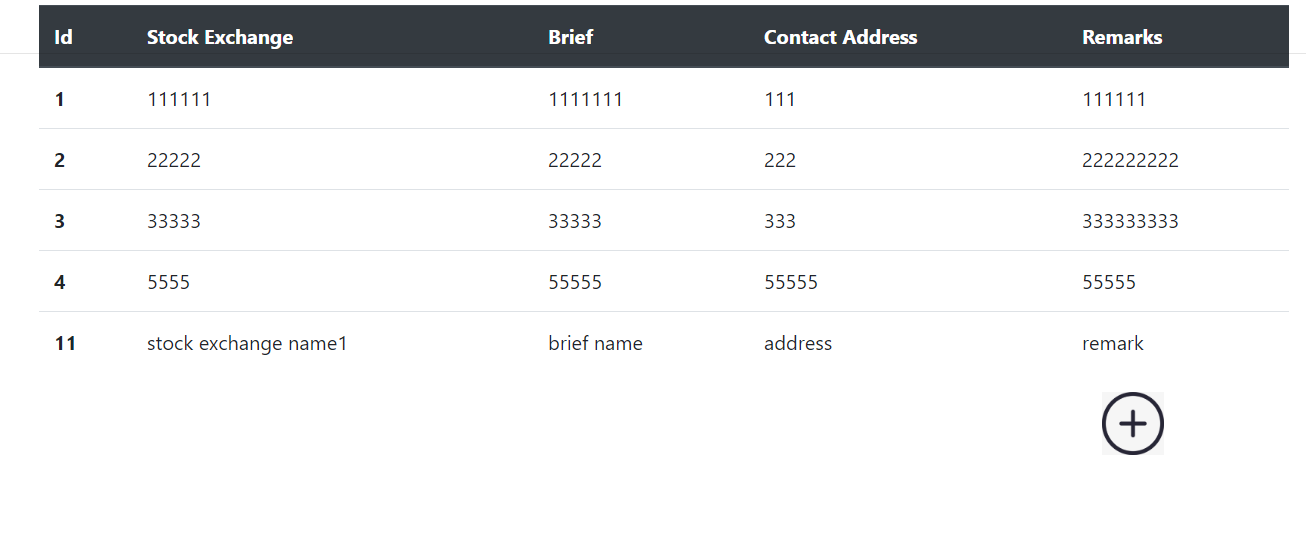 Id Stock Exchange Brief Contact Address Remarks
1 111111 1111111 111 111111
2 22222 22222 222 222222222
3 33333 33333 333 333333333
4 5555 55555 55555 55555
11 stock exchange name1 brief name address remark